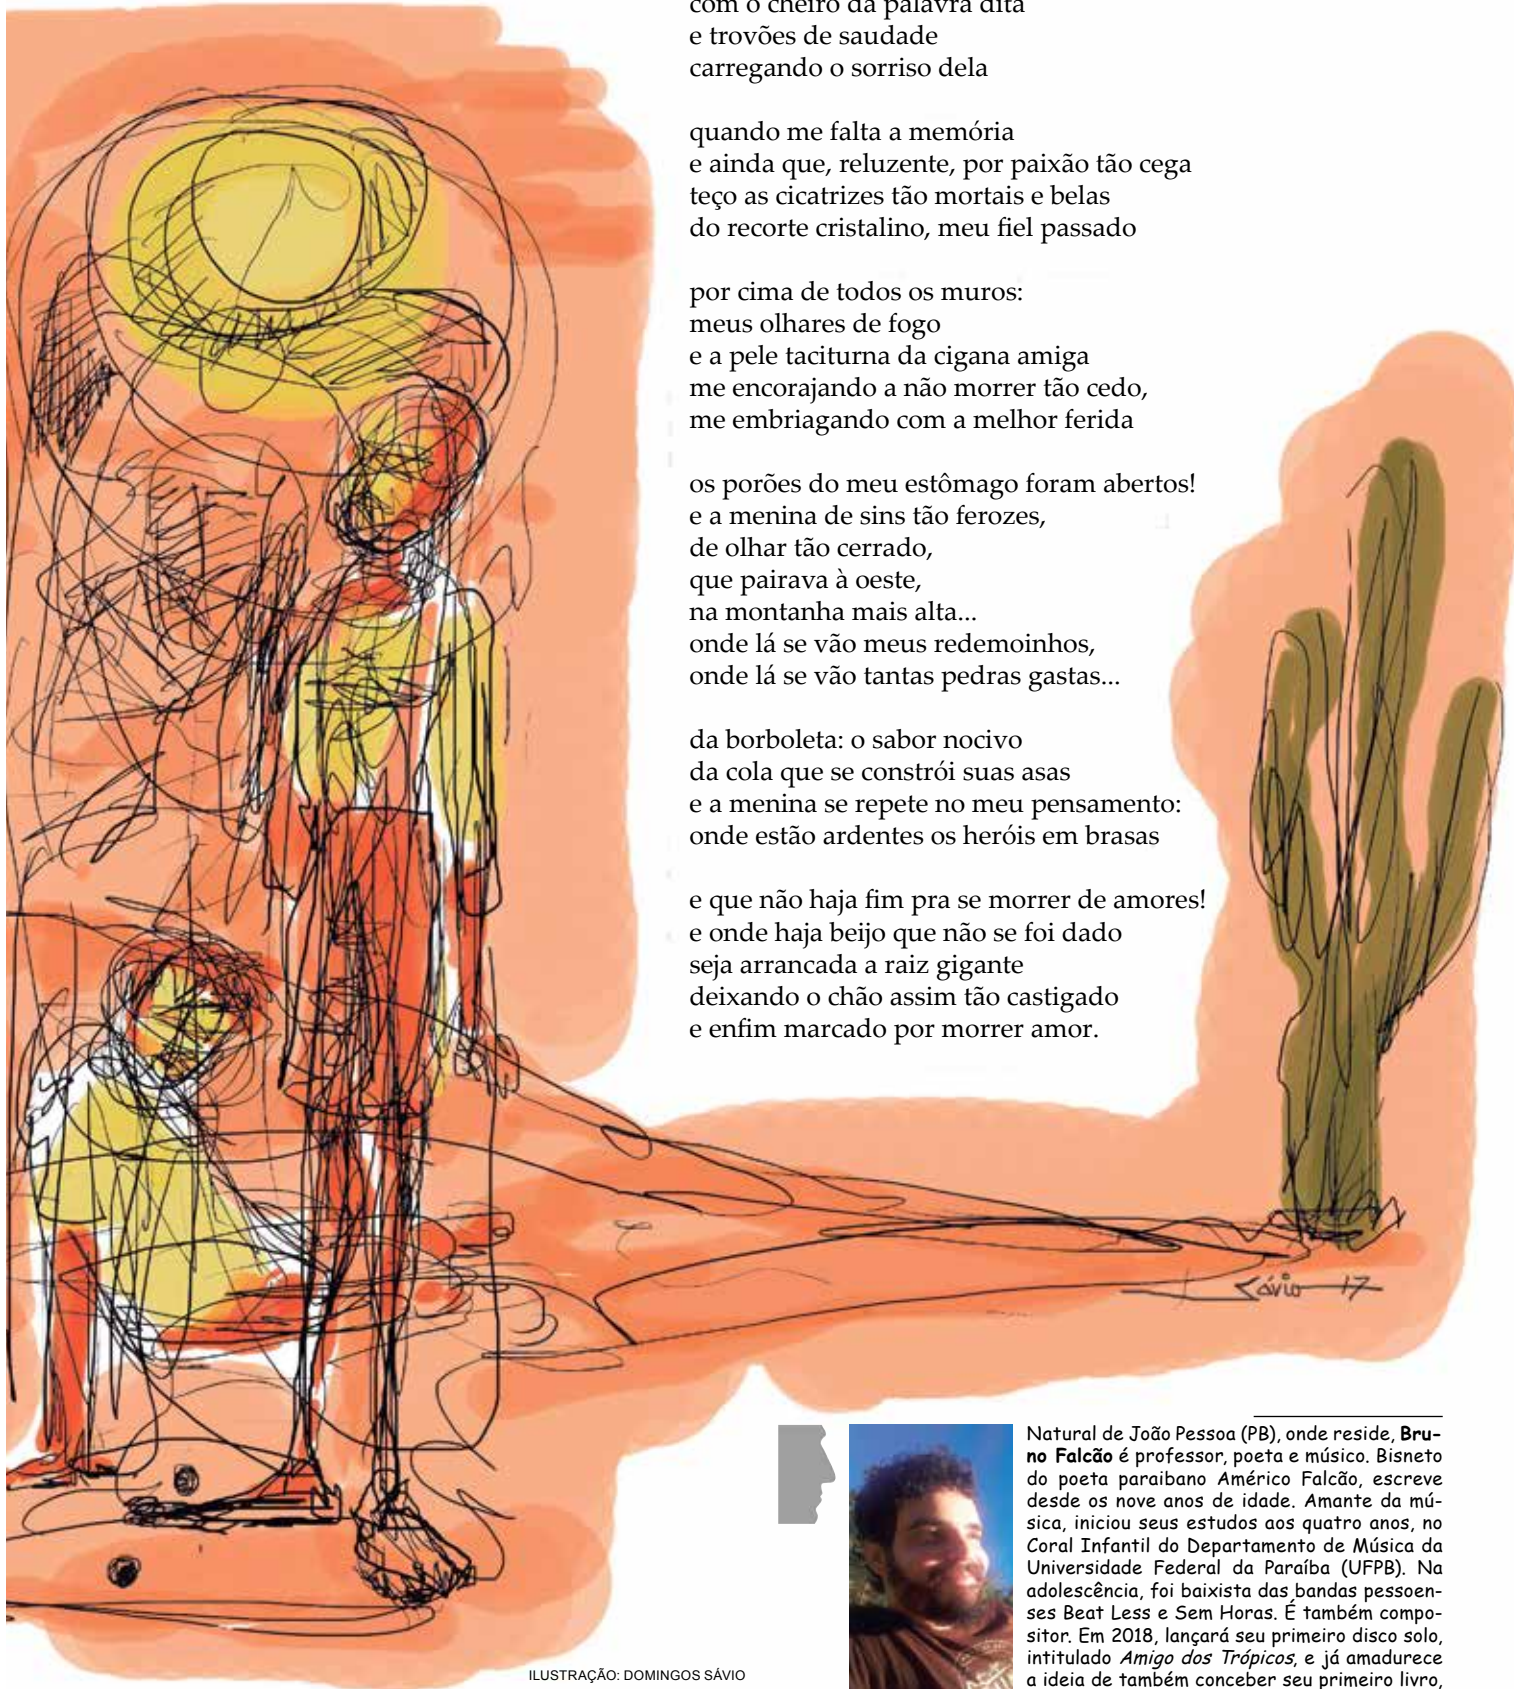 com o cheiro da palavra dita
e trovões de saudade
carregando o sorriso dela
quando me falta a memória
e ainda que, reluzente, por paixão tão cega
teço as cicatrizes tão mortais e belas
do recorte cristalino, meu fiel passado
por cima de todos os muros:
meus olhares de fogo
e a pele taciturna da cigana amiga
me encorajando a não morrer tão cedo,
me embriagando com a melhor ferida
os porões do meu estômago foram abertos!
e a menina de sins tão ferozes,
de olhar tão cerrado,
que pairava à oeste,
na montanha mais alta...
onde lá se vão meus redemoinhos,
onde lá se vão tantas pedras gastas...
da borboleta: o sabor nocivo
da cola que se constrói suas asas
e a menina se repete no meu pensamento:
onde estão ardentes os heróis em brasas
e que não haja fim pra se morrer de amores!
e onde haja beijo que não se foi dado
seja arrancada a raiz gigante
deixando o chão assim tão castigado
e enfim marcado por morrer amor.
Sávio 17
Natural de João Pessoa (PB), onde reside, Bru-
no Falcão é professor, poeta e músico. Bisneto
do poeta paraibano Américo Falcão, escreve
desde os nove anos de idade. Amante da mú-
sica, iniciou seus estudos aos quatro anos, no
Coral Infantil do Departamento de Música da
Universidade Federal da Paraíba (UFPB). Na
adolescência, foi baixista das bandas pessoen-
ses Beat Less e Sem Horas. É também compo-
sitor. Em 2018, lançará seu primeiro disco solo,
intitulado Amigo dos Trópicos, e já amadurece
a ideia de também conceber seu primeiro livro,
ILUSTRAÇÃO: DOMINGOS SÁVIO